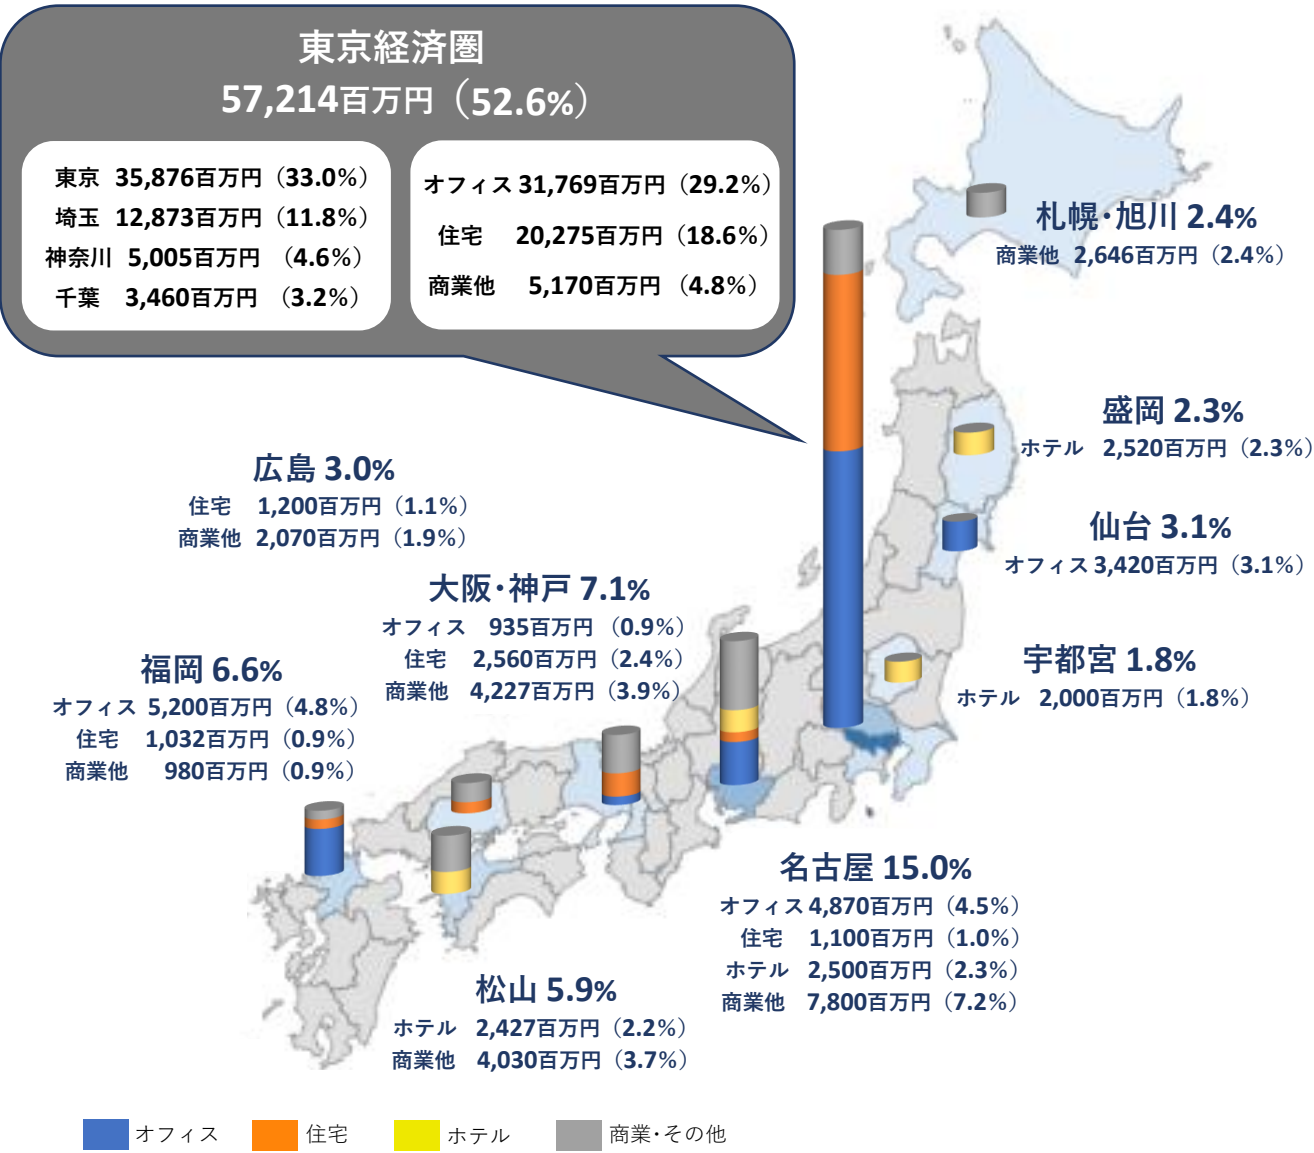 東京経済圏
57,214百万円（52.6%）
東京 35,876百万円（33.0%）
埼玉 12,873百万円（11.8%）
神奈川 5,005百万円（4.6%）
千葉 3,460百万円（3.2%）
オフィス 31,769百万円（29.2%）
住宅 20,275百万円（18.6%）
商業他 5,170百万円（4.8%）
札幌･旭川 2.4%
商業他 2,646百万円（2.4%）
盛岡 2.3%
ホテル 2,520百万円（2.3%）
仙台 3.1%
オフィス 3,420百万円（3.1%）
宇都宮 1.8%
ホテル 2,000百万円（1.8%）
広島 3.0%
住宅 1,200百万円（1.1%）
商業他 2,070百万円（1.9%）
大阪･神戸 7.1%
オフィス 935百万円（0.9%）
住宅 2,560百万円（2.4%）
商業他 4,227百万円（3.9%）
福岡 6.6%
オフィス 5,200百万円（4.8%）
住宅 1,032百万円（0.9%）
商業他 980百万円（0.9%）
名古屋 15.0%
オフィス 4,870百万円（4.5%）
住宅 1,100百万円（1.0%）
ホテル 2,500百万円（2.3%）
商業他 7,800百万円（7.2%）
松山 5.9%
ホテル 2,427百万円（2.2%）
商業他 4,030百万円（3.7%）
オフィス 住宅 ホテル 商業･その他